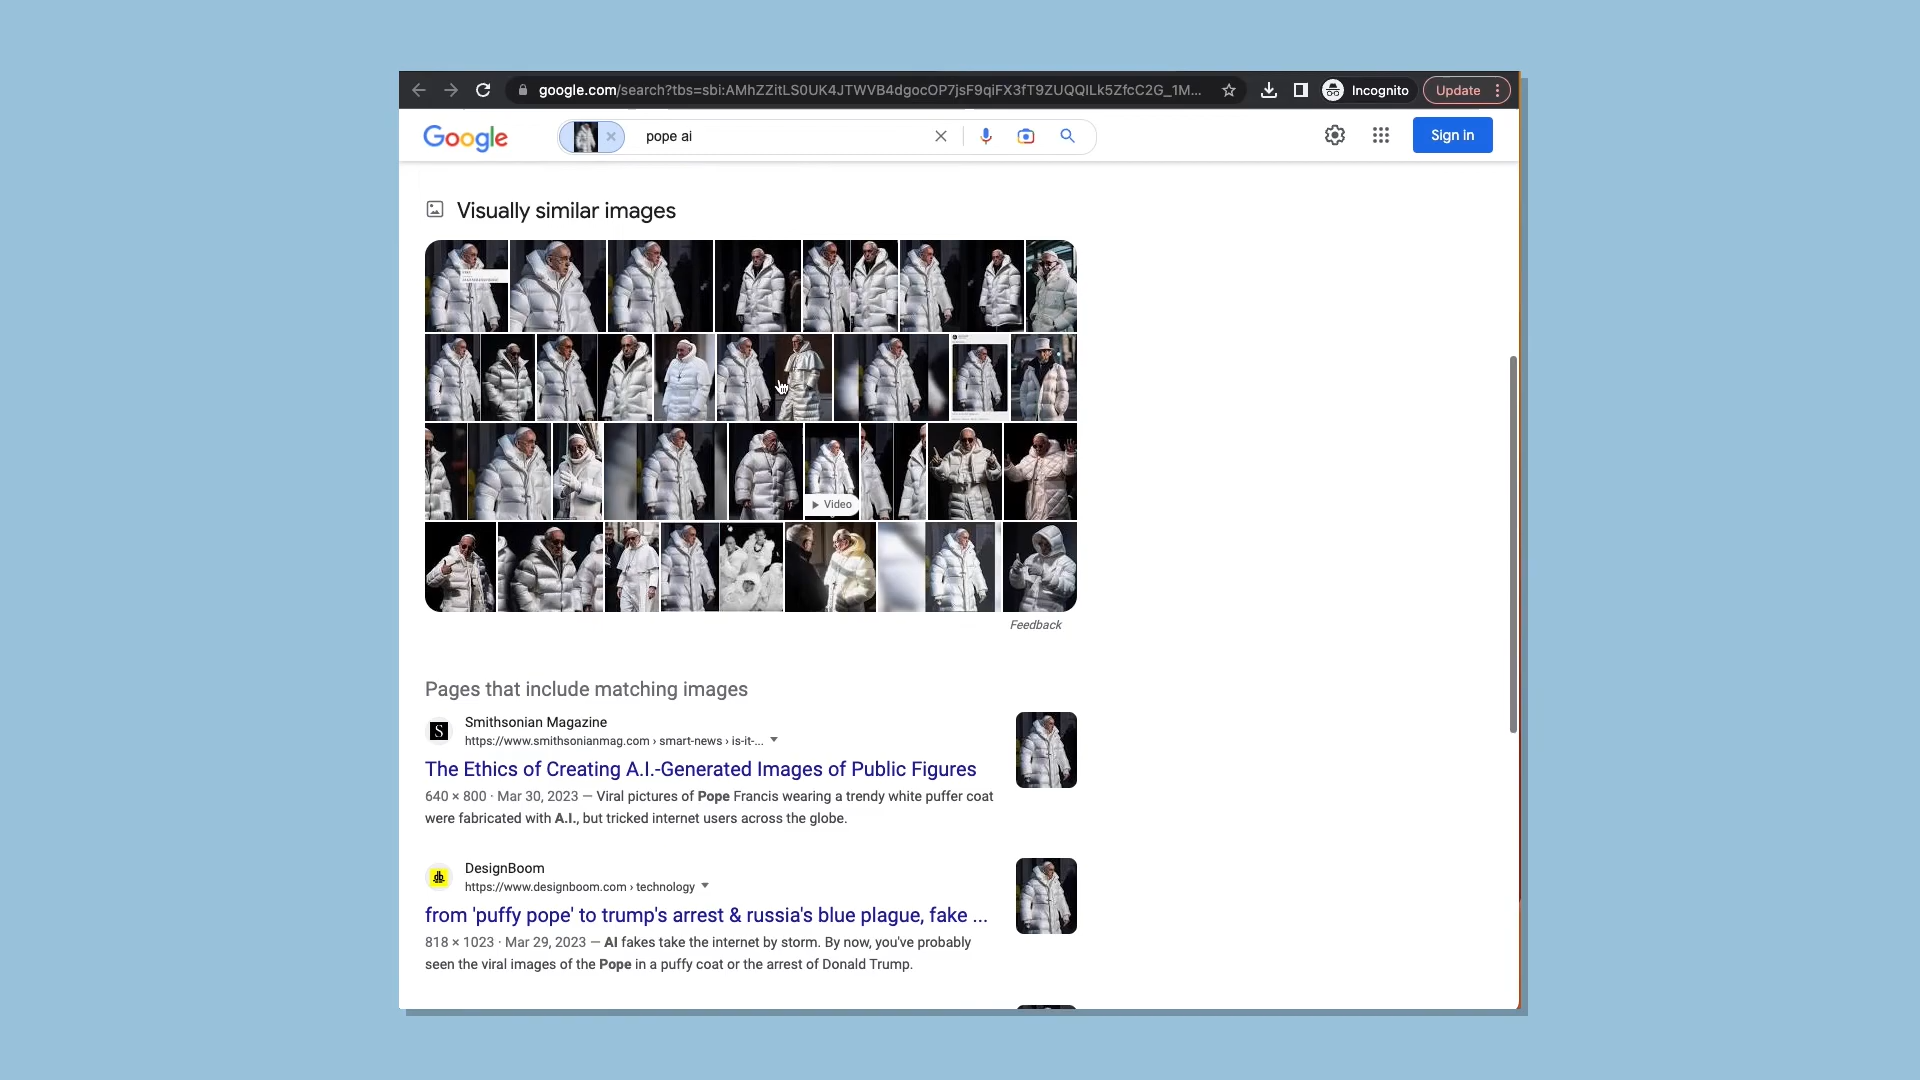 google.com/search?tbs=sbi:AMhZZitLS0UK4JTWVB4dgocOP7jsF9qiFX3fT9ZUQQILk5ZfcC2G_1M...
Incognito
Update
Google
pope ai
Sign in
Visually similar images
Video
Feedback
Pages that include matching images
S
Smithsonian Magazine
https://www.smithsonianmag.com › smart-news › is-it-...
The Ethics of Creating A.I.-Generated Images of Public Figures
640 × 800 · Mar 30, 2023 — Viral pictures of Pope Francis wearing a trendy white puffer coat
were fabricated with A.I., but tricked internet users across the globe.
db
DesignBoom
https://www.designboom.com › technology
from 'puffy pope' to trump's arrest & russia's blue plague, fake ...
818 × 1023 · Mar 29, 2023 — AI fakes take the internet by storm. By now, you've probably
seen the viral images of the Pope in a puffy coat or the arrest of Donald Trump.